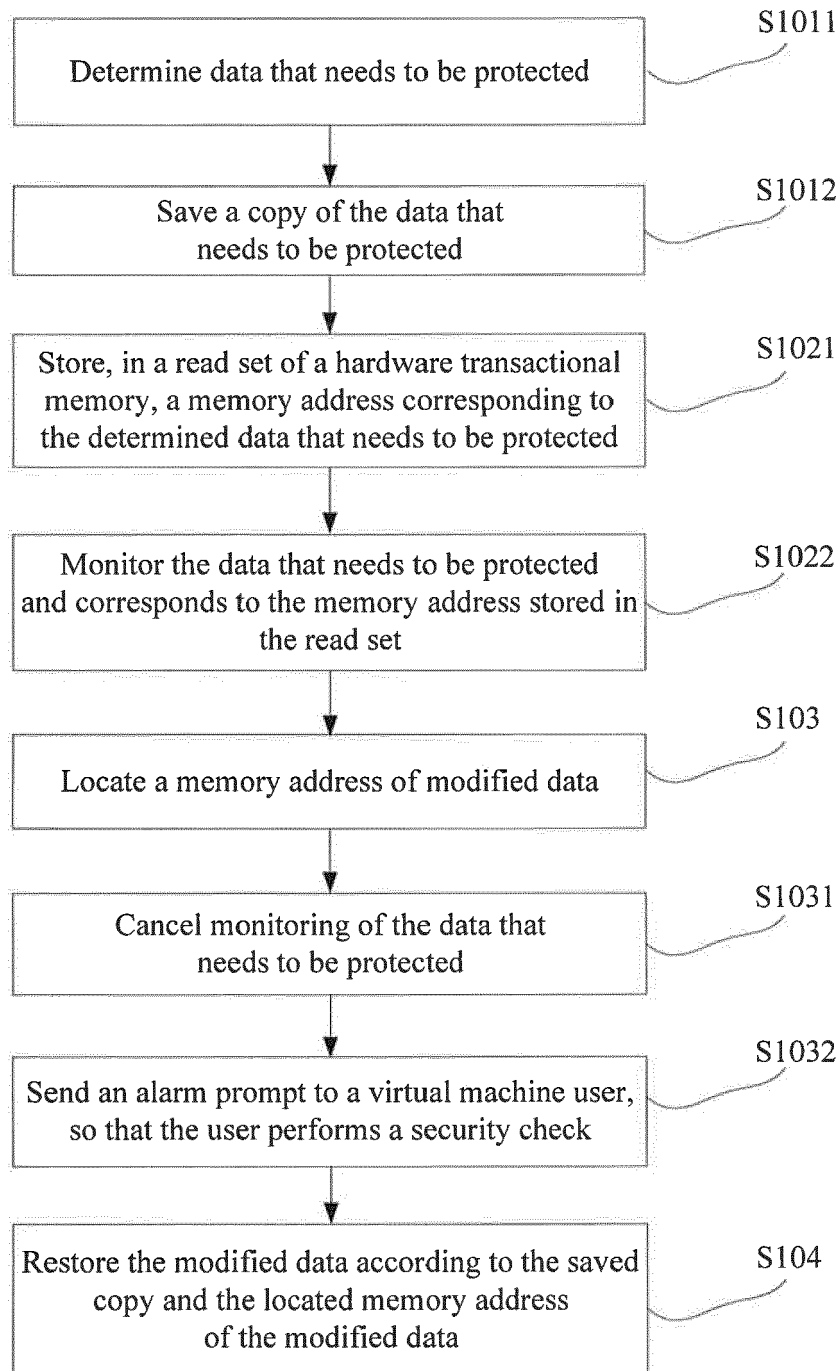 S1011
Determine data that needs to be protected
S1012
Save a copy of the data that
needs to be protected
S1021
Store, in a read set of a hardware transactional
memory, a memory address corresponding to
the determined data that needs to be protected
S1022
Monitor the data that needs to be protected
and corresponds to the memory address stored in
the read set
S103
Locate a memory address of modified data
S1031
Cancel monitoring of the data that
needs to be protected
S1032
Send an alarm prompt to a virtual machine user,
so that the user performs a security check
S104
Restore the modified data according to the saved
copy and the located memory address
of the modified data